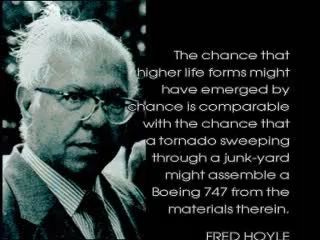 The chance that
higher life forms might
have emerged by
chance is comparable
with the chance that
a tornado sweeping
through a junk-yard
might assemble a
Boeing 747 from the
materials therein.
FRED HOYLE